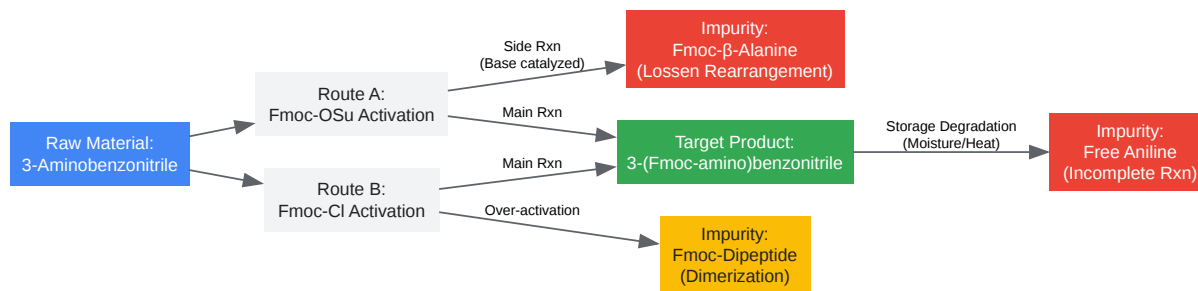 Raw Material:
3-Aminobenzonitrile
Route A:
Fmoc-OSu Activation
Route B:
Fmoc-Cl Activation
Side Rxn
(Base catalyzed)
Main Rxn
Main Rxn
Over-activation
Impurity:
Fmoc-β-Alanine
(Lossen Rearrangement)
Target Product:
3-(Fmoc-amino)benzonitrile
Impurity:
Fmoc-Dipeptide
(Dimerization)
Storage Degradation
(Moisture/Heat)
Impurity:
Free Aniline
(Incomplete Rxn)